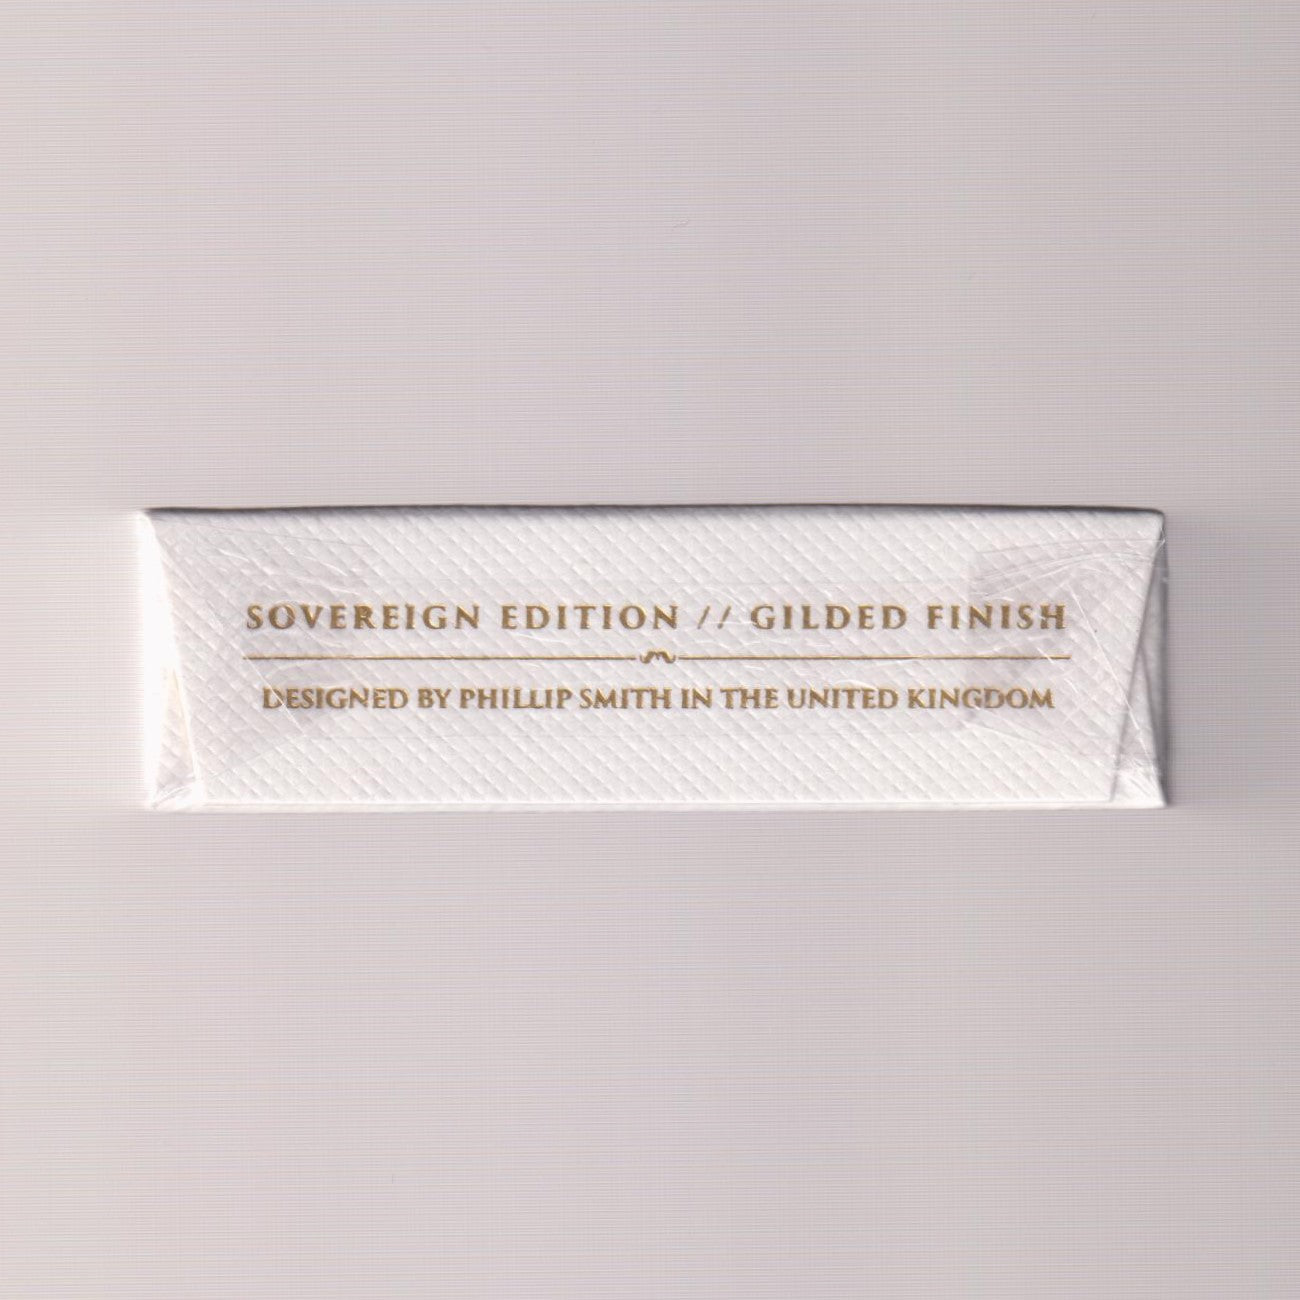 SOVEREIGN EDITION // GILDED FINISH
DESIGNED BY PHILLIP SMITH IN THE UNITED KINGDOM